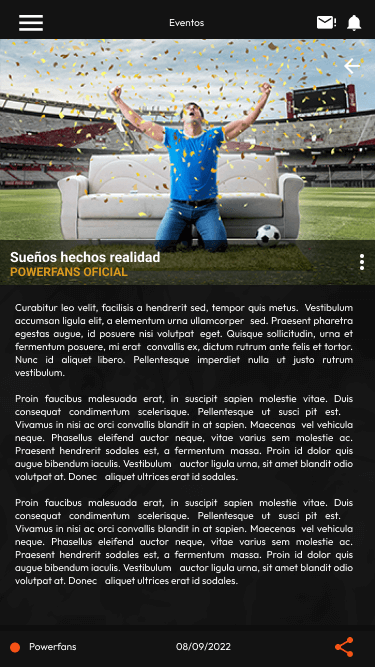 Eventos
Sueños hechos realidad
POWERFANS OFICIAL
Curabitur leo velit, facilisis a hendrerit sed, tempor quis metus. Vestibulum
accumsan ligula elit, a elementum urna ullamcorper sed. Praesent pharetra
egestas augue, id posuere nisi volutpat eget. Quisque sollicitudin, urna et
fermentum posuere, mi erat convallis ex, dictum rutrum ante felis et tortor.
Nunc id aliquet libero. Pellentesque imperdiet nulla ut justo rutrum
vestibulum.
Proin faucibus malesuada erat, in suscipit sapien molestie vitae. Duis
consequat condimentum scelerisque. Pellentesque ut susci pit est.
Vivamus in nisi ac orci convallis blandit in at sapien. Maecenas vel vehicula
neque. Phasellus eleifend auctor neque, vitae varius sem molestie ac.
Praesent hendrerit sodales est, a fermentum massa. Proin id dolor quis
augue bibendum iaculis. Vestibulum auctor ligula urna, sit amet blandit odio
volutpat at. Donec aliquet ultrices erat id sodales.
Proin faucibus malesuada erat, in suscipit sapien molestie vitae. Duis
consequat condimentum scelerisque. Pellentesque ut susci pit est.
Vivamus in nisi ac orci convallis blandit in at sapien. Maecenas vel vehicula
neque. Phasellus eleifend auctor neque, vitae varius sem molestie ac.
Praesent hendrerit sodales est, a fermentum massa. Proin id dolor quis
augue bibendum iaculis. Vestibulum auctor ligula urna, sit amet blandit odio
volutpat at. Donec aliquet ultrices erat id sodales.
Powerfans
08/09/2022